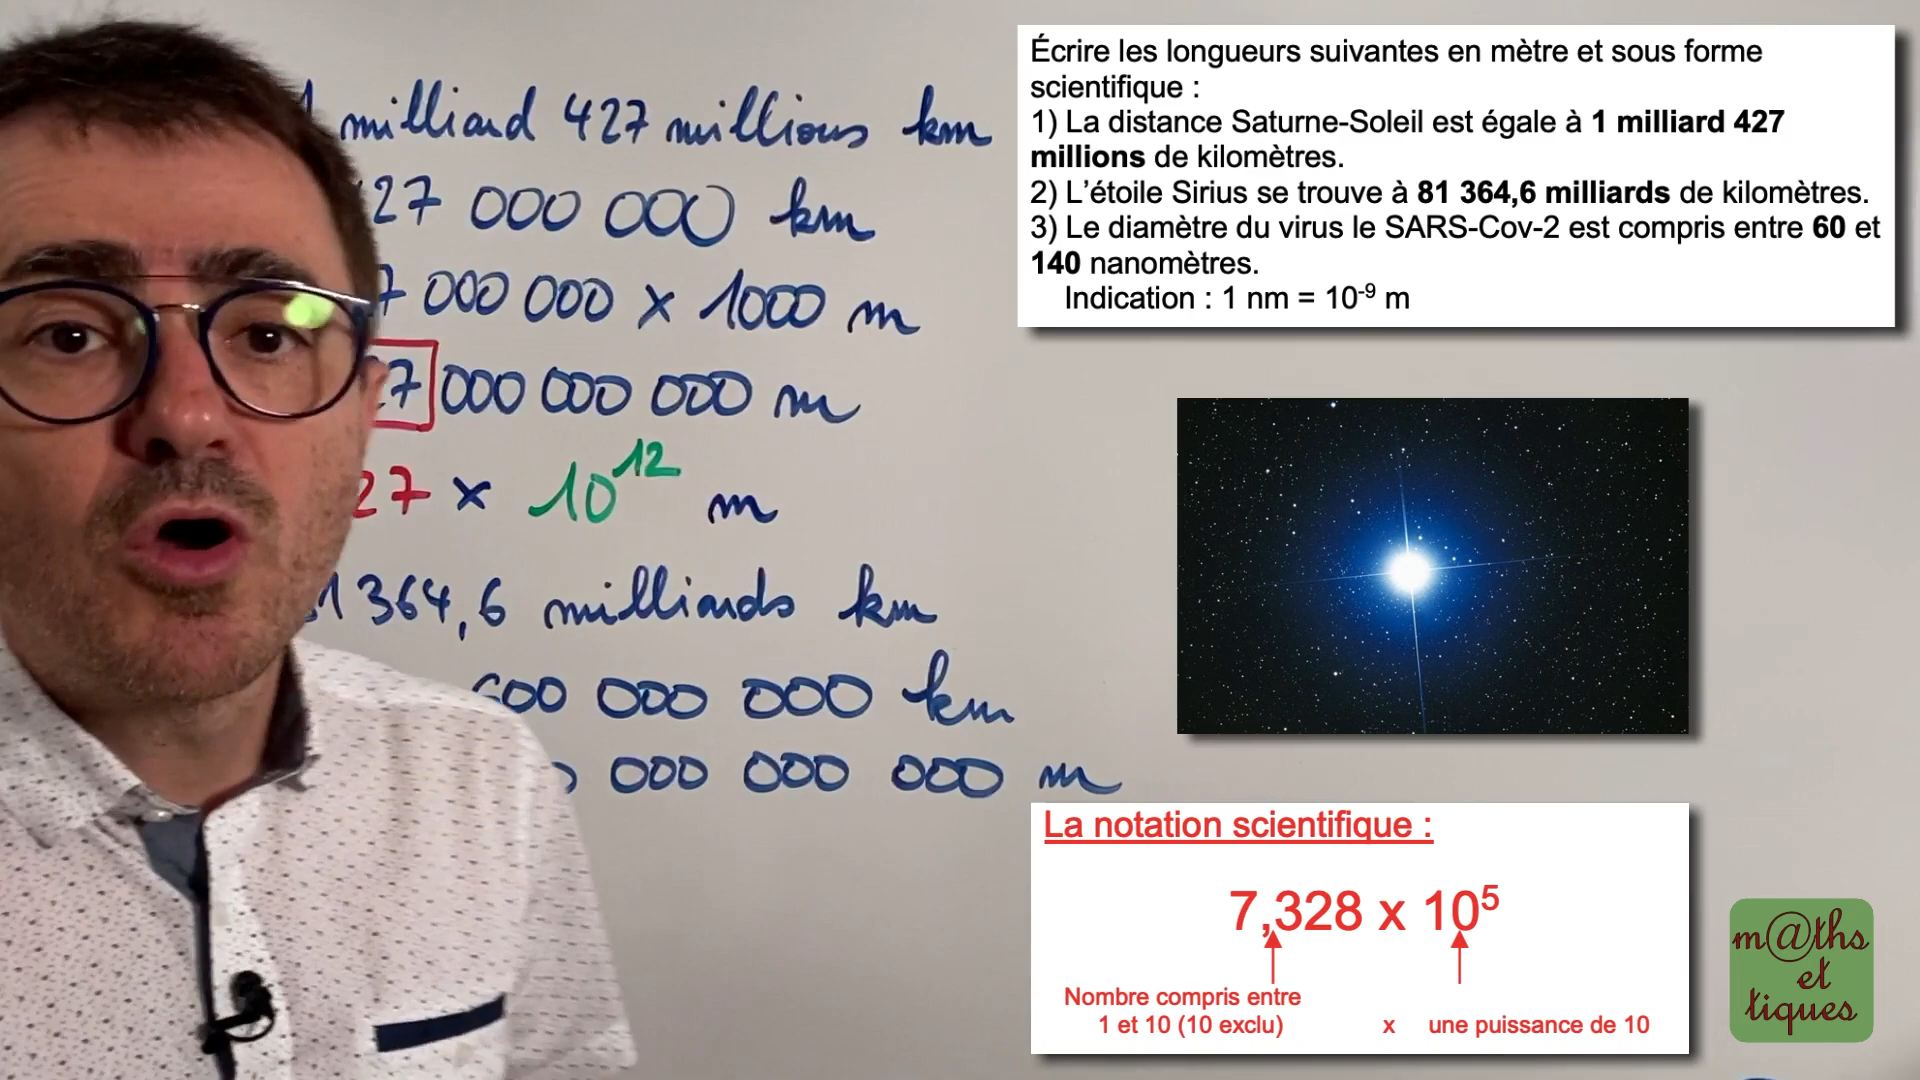 milliard 427 millions km
27 000 000 km
7 000 000 x 1000 m
7 000 000 000 m
27 x 10¹² m
1 364,6 milliards km
600 000 000 km
000 000 000 m
Écrire les longueurs suivantes en mètre et sous forme
scientifique :
1) La distance Saturne-Soleil est égale à 1 milliard 427
millions de kilomètres.
2) L’étoile Sirius se trouve à 81 364,6 milliards de kilomètres.
3) Le diamètre du virus le SARS-Cov-2 est compris entre 60 et
140 nanomètres.
Indication : 1 nm = 10⁻⁹ m
La notation scientifique :
7,328 x 10⁵
Nombre compris entre
1 et 10 (10 exclu) x une puissance de 10
m@ths
et
tiques